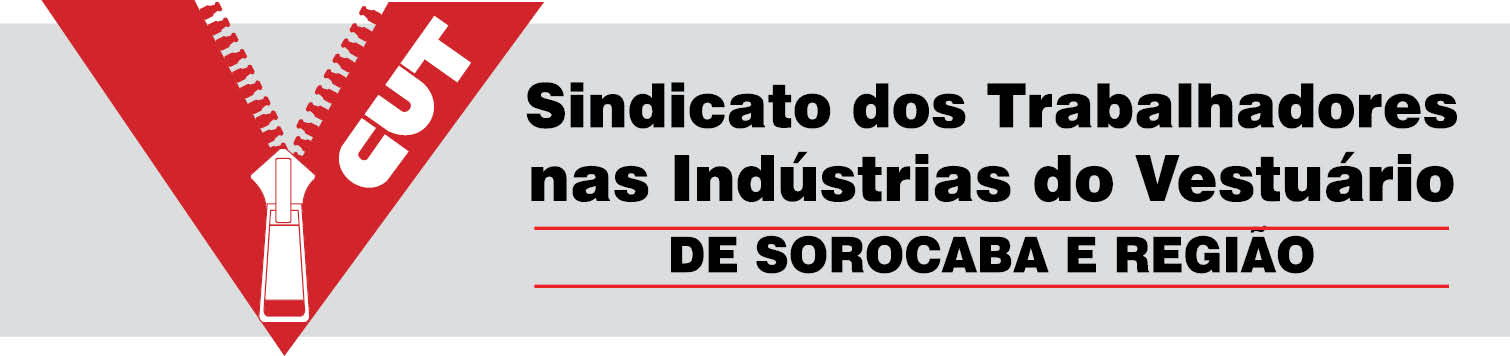 CUT
Sindicato dos Trabalhadores
nas Indústrias do Vestuário
DE SOROCABA E REGIÃO